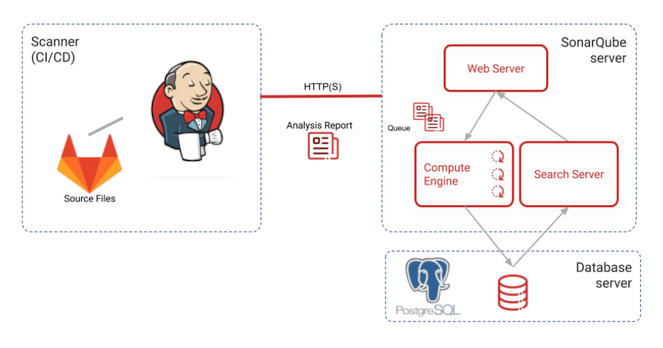 Scanner
(CI/CD)
Source Files
HTTP(S)
Analysis Report
SonarQube
server
Web Server
Queue
Compute
Engine
Search Server
PostgreSQL
Database
server